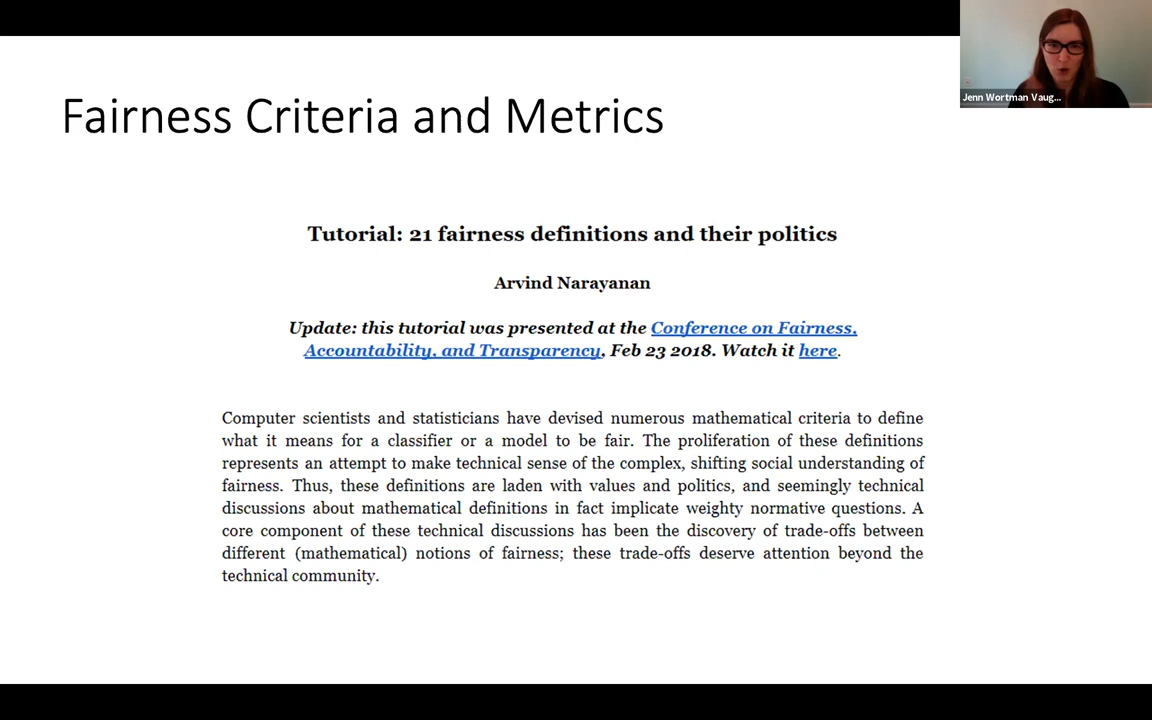 Jenn Wortman Vaug...
Fairness Criteria and Metrics
Tutorial: 21 fairness definitions and their politics
Arvind Narayanan
Update: this tutorial was presented at the Conference on Fairness,
Accountability, and Transparency, Feb 23 2018. Watch it here.
Computer scientists and statisticians have devised numerous mathematical criteria to define
what it means for a classifier or a model to be fair. The proliferation of these definitions
represents an attempt to make technical sense of the complex, shifting social understanding of
fairness. Thus, these definitions are laden with values and politics, and seemingly technical
discussions about mathematical definitions in fact implicate weighty normative questions. A
core component of these technical discussions has been the discovery of trade-offs between
different (mathematical) notions of fairness; these trade-offs deserve attention beyond the
technical community.